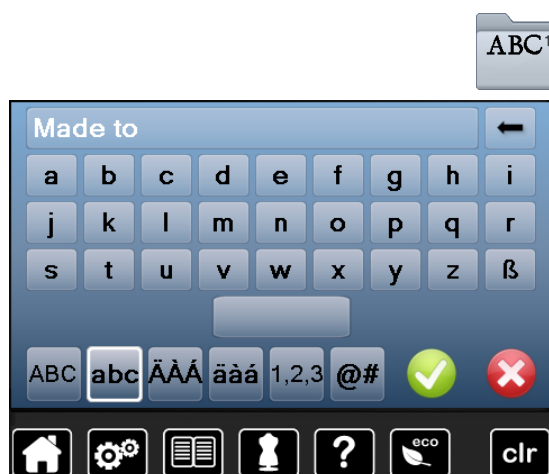 ABC
Made to
a b c d e f g h i
j k l m n o p q r
s t u v w x y z ß
ABC abc ÄÀÁ äàá 1,2,3 @#
? eco clr